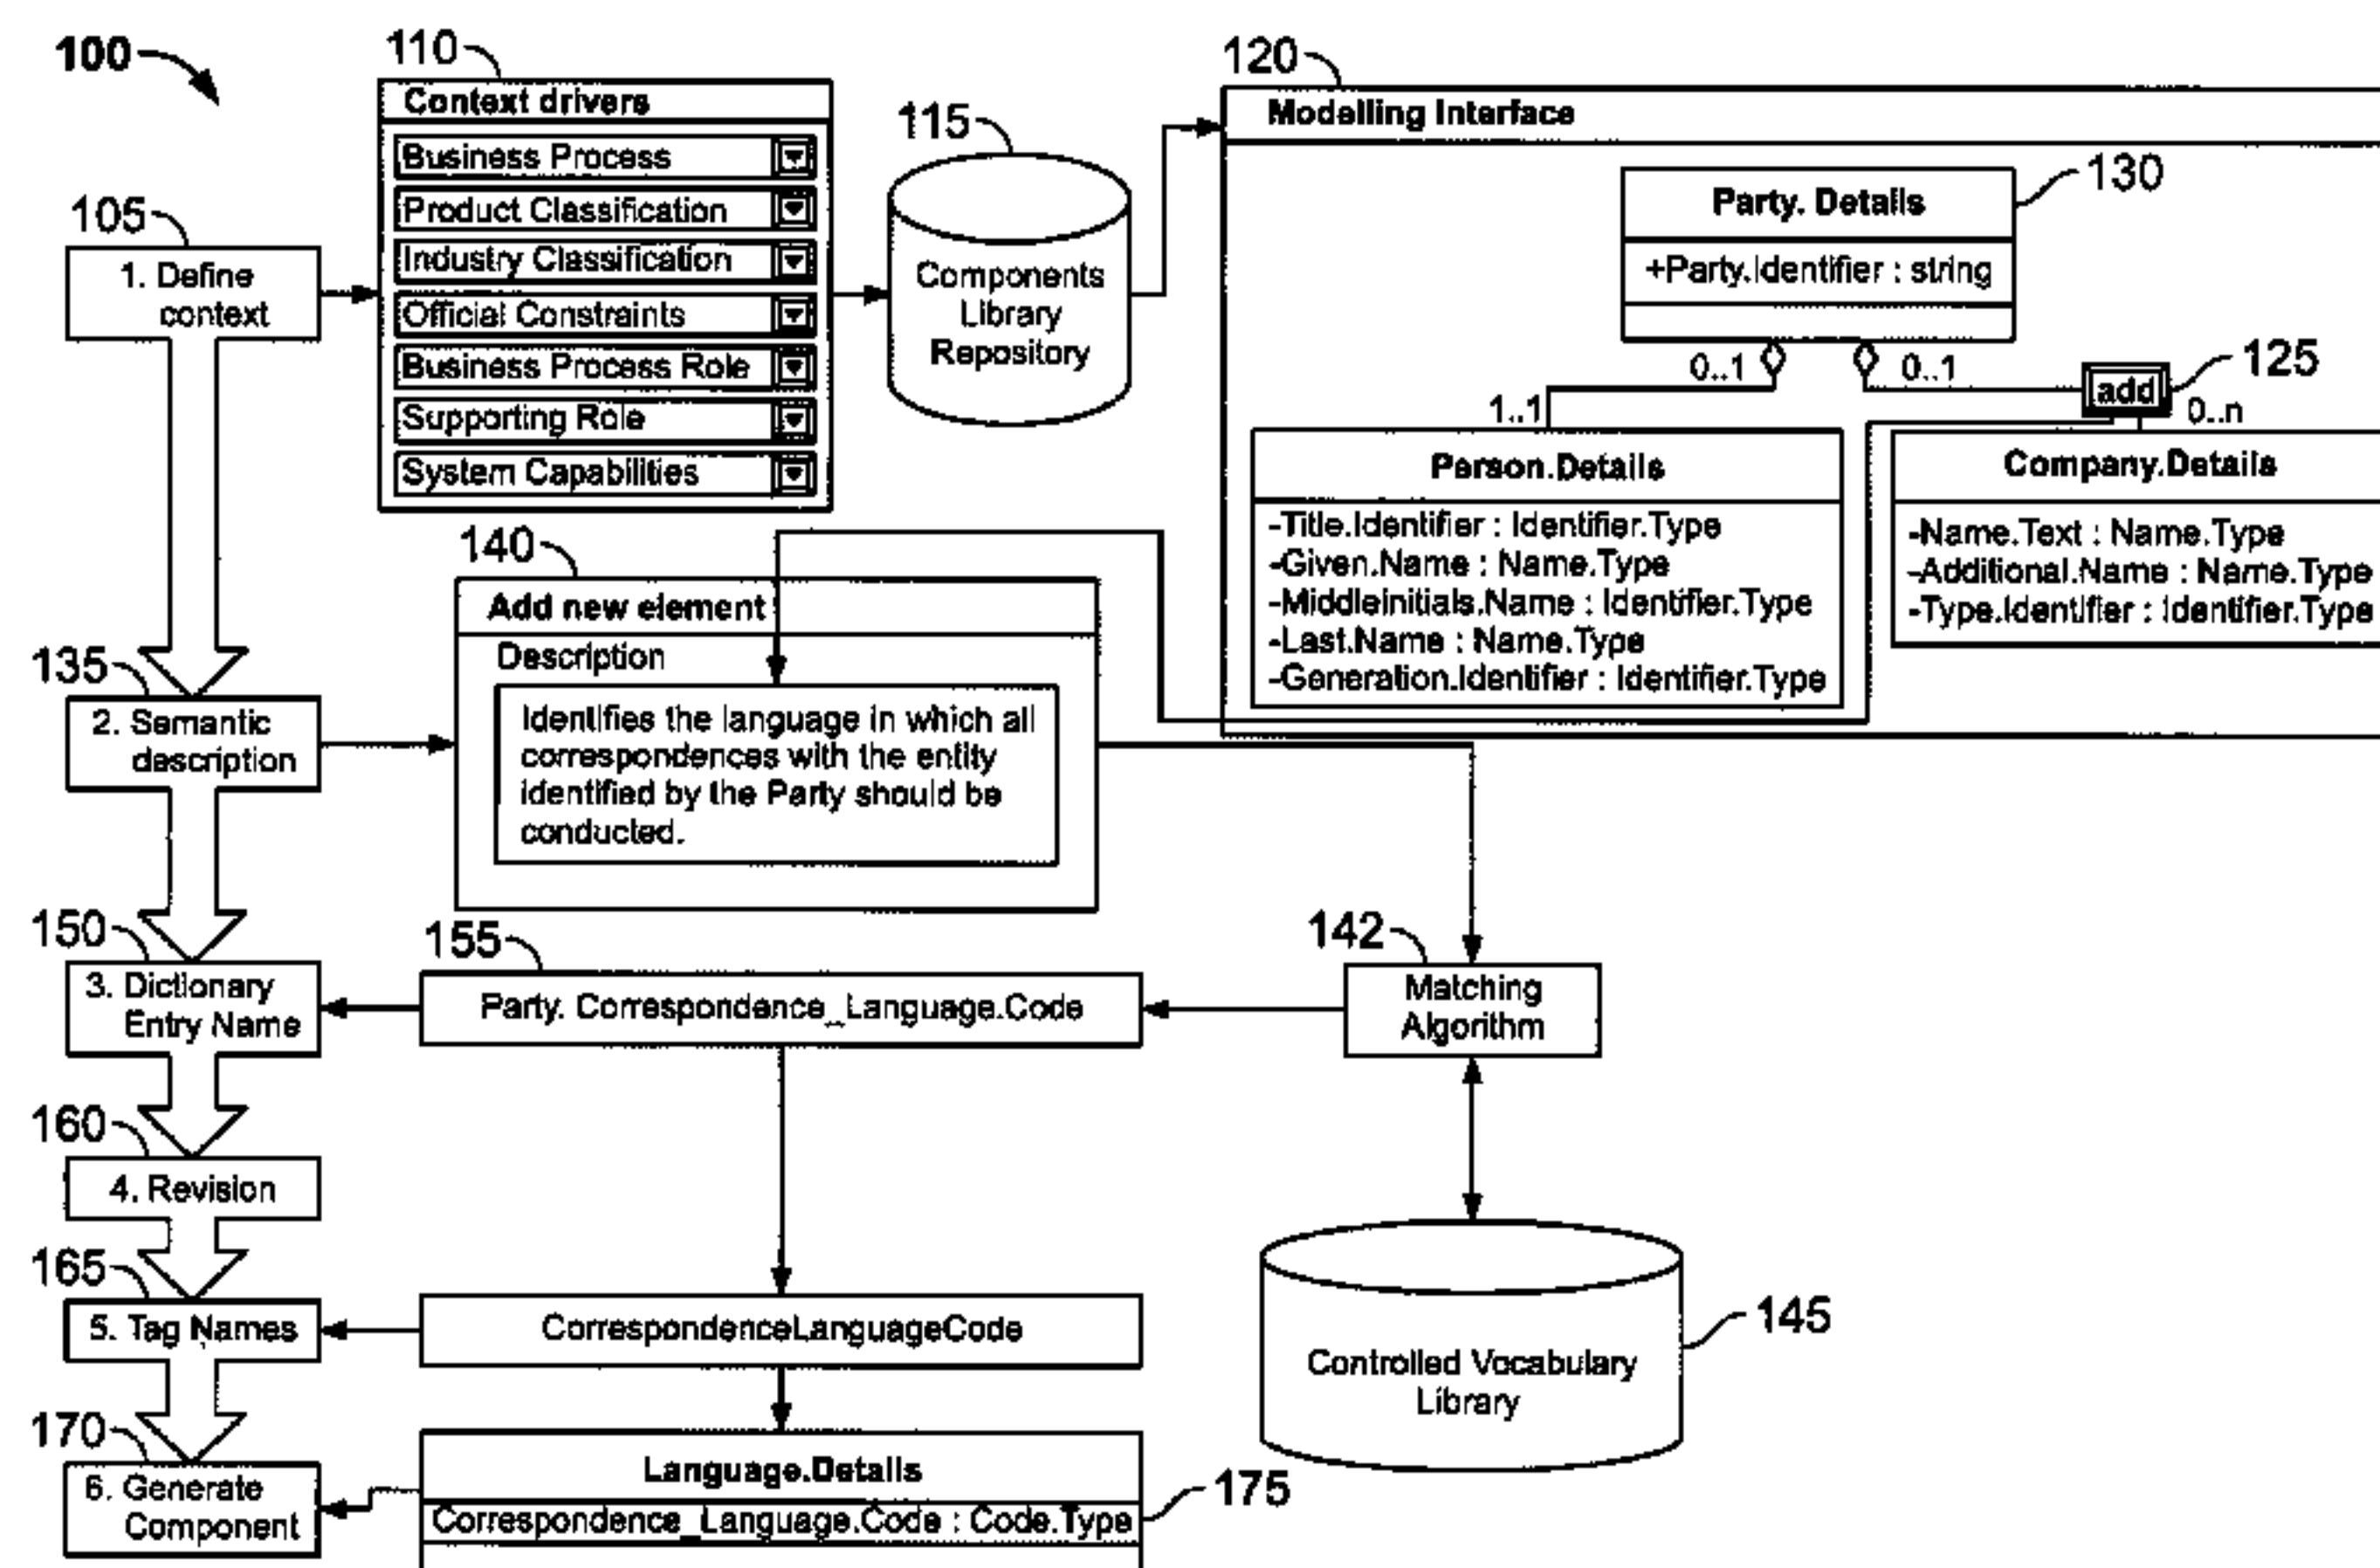 100
110
Context drivers
Business Process
Product Classification
Industry Classification
Official Constraints
Business Process Role
Supporting Role
System Capabilities
115
Components
Library
Repository
120
Modelling Interface
130
Party. Details
+Party.Identifier : string
0..1
0..1
add
125
1..1
0..n
Person.Details
-Title.Identifier : Identifier.Type
-Given.Name : Name.Type
-Middleinitials.Name : Identifier.Type
-Last.Name : Name.Type
-Generation.Identifier : Identifier.Type
Company.Details
-Name.Text : Name.Type
-Additional.Name : Name.Type
-Type.Identifier : Identifier.Type
105
1. Define
context
135
2. Semantic
description
140
Add new element
Description
Identifies the language in which all
correspondences with the entity
identified by the Party should be
conducted.
150
3. Dictionary
Entry Name
155
Party. Correspondence_Language.Code
142
Matching
Algorithm
160
4. Revision
165
5. Tag Names
CorrespondenceLanguageCode
145
Controlled Vocabulary
Library
170
6. Generate
Component
Language.Details
Correspondence_Language.Code : Code.Type
175